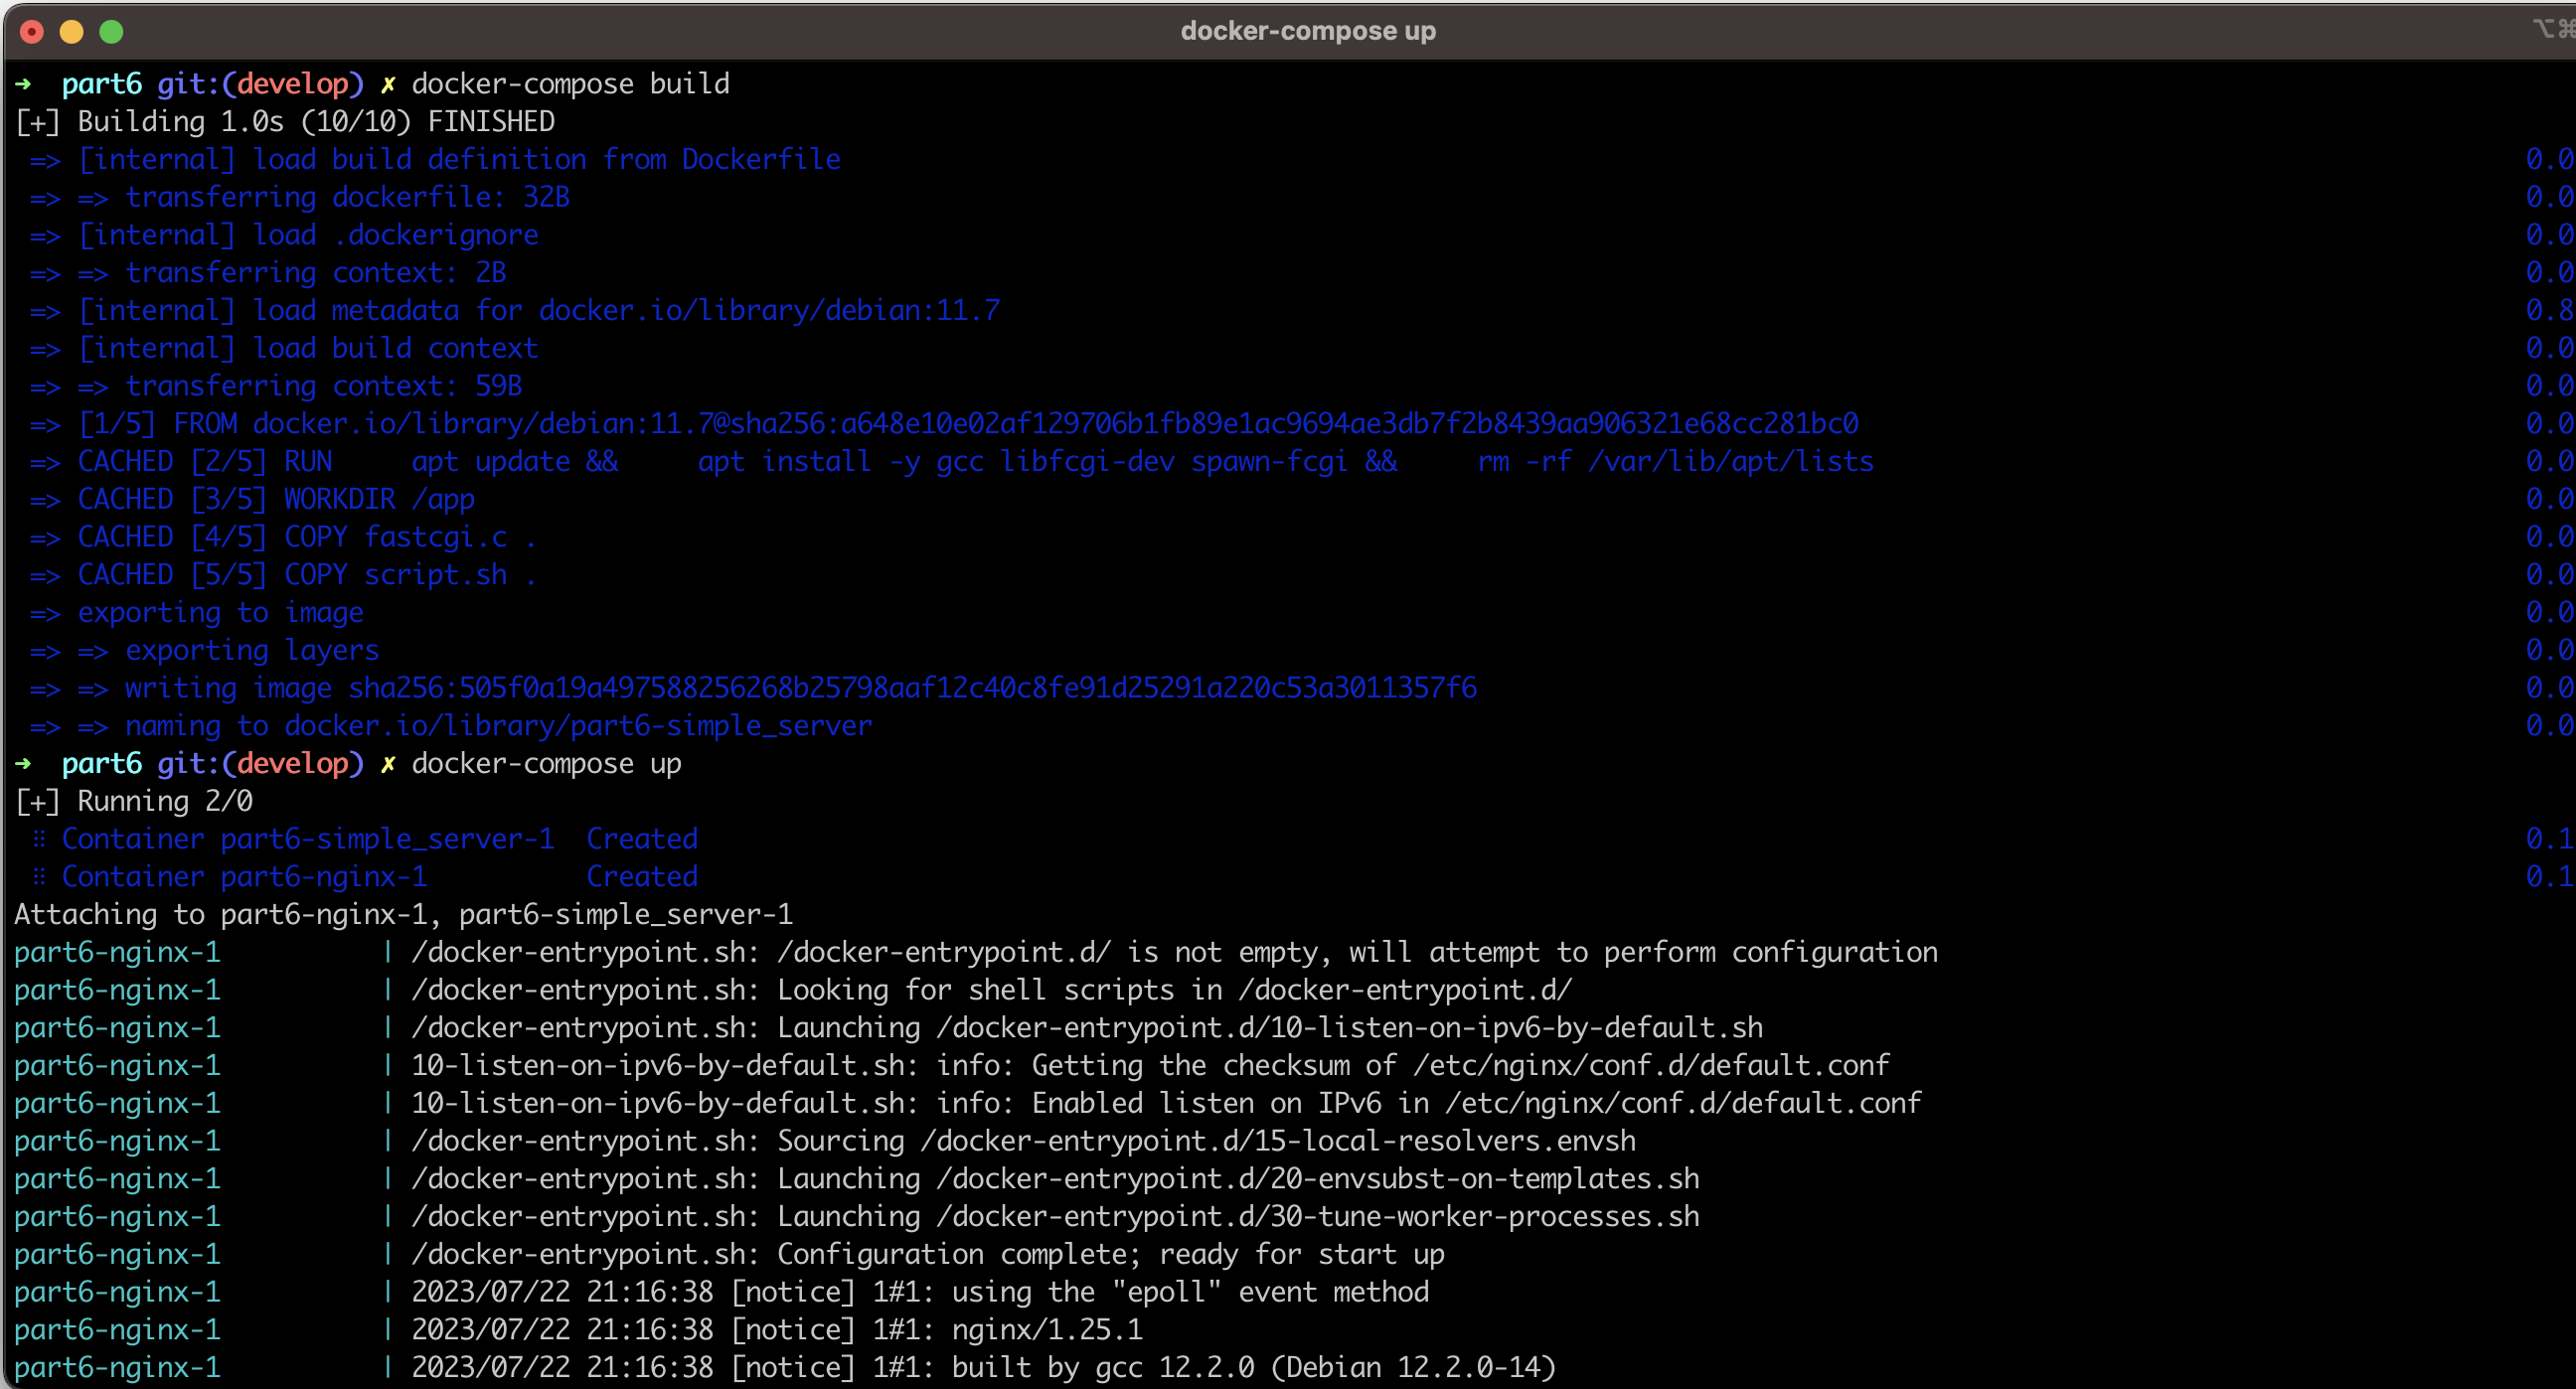 docker-compose up
➜  part6 git:(develop) ✗ docker-compose build
[+] Building 1.0s (10/10) FINISHED
 => [internal] load build definition from Dockerfile 0.0
 => => transferring dockerfile: 32B 0.0
 => [internal] load .dockerignore 0.0
 => => transferring context: 2B 0.0
 => [internal] load metadata for docker.io/library/debian:11.7 0.8
 => [internal] load build context 0.0
 => => transferring context: 59B 0.0
 => [1/5] FROM docker.io/library/debian:11.7@sha256:a648e10e02af129706b1fb89e1ac9694ae3db7f2b8439aa906321e68cc281bc0 0.0
 => CACHED [2/5] RUN     apt update &&     apt install -y gcc libfcgi-dev spawn-fcgi &&     rm -rf /var/lib/apt/lists 0.0
 => CACHED [3/5] WORKDIR /app 0.0
 => CACHED [4/5] COPY fastcgi.c . 0.0
 => CACHED [5/5] COPY script.sh . 0.0
 => exporting to image 0.0
 => => exporting layers 0.0
 => => writing image sha256:505f0a19a497588256268b25798aaf12c40c8fe91d25291a220c53a3011357f6 0.0
 => => naming to docker.io/library/part6-simple_server 0.0
➜  part6 git:(develop) ✗ docker-compose up
[+] Running 2/0
 ⠿ Container part6-simple_server-1  Created 0.1
 ⠿ Container part6-nginx-1          Created 0.1
Attaching to part6-nginx-1, part6-simple_server-1
part6-nginx-1          | /docker-entrypoint.sh: /docker-entrypoint.d/ is not empty, will attempt to perform configuration
part6-nginx-1          | /docker-entrypoint.sh: Looking for shell scripts in /docker-entrypoint.d/
part6-nginx-1          | /docker-entrypoint.sh: Launching /docker-entrypoint.d/10-listen-on-ipv6-by-default.sh
part6-nginx-1          | 10-listen-on-ipv6-by-default.sh: info: Getting the checksum of /etc/nginx/conf.d/default.conf
part6-nginx-1          | 10-listen-on-ipv6-by-default.sh: info: Enabled listen on IPv6 in /etc/nginx/conf.d/default.conf
part6-nginx-1          | /docker-entrypoint.sh: Sourcing /docker-entrypoint.d/15-local-resolvers.envsh
part6-nginx-1          | /docker-entrypoint.sh: Launching /docker-entrypoint.d/20-envsubst-on-templates.sh
part6-nginx-1          | /docker-entrypoint.sh: Launching /docker-entrypoint.d/30-tune-worker-processes.sh
part6-nginx-1          | /docker-entrypoint.sh: Configuration complete; ready for start up
part6-nginx-1          | 2023/07/22 21:16:38 [notice] 1#1: using the "epoll" event method
part6-nginx-1          | 2023/07/22 21:16:38 [notice] 1#1: nginx/1.25.1
part6-nginx-1          | 2023/07/22 21:16:38 [notice] 1#1: built by gcc 12.2.0 (Debian 12.2.0-14)